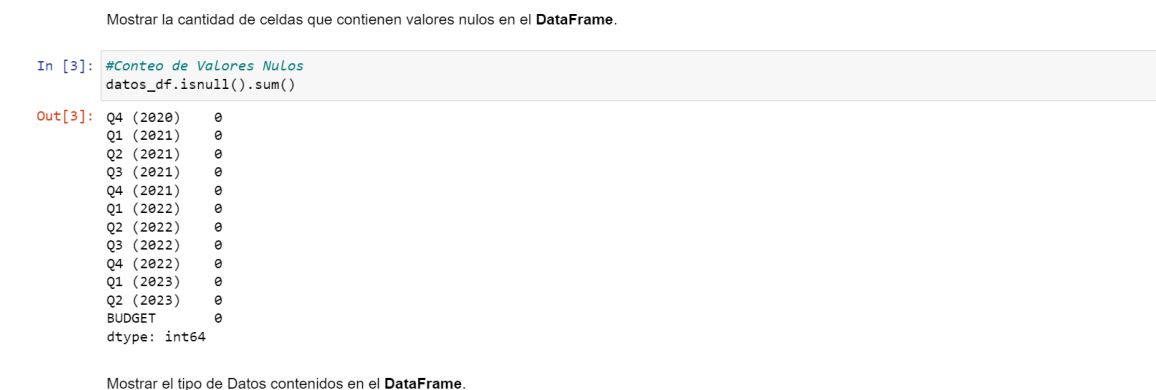 Mostrar la cantidad de celdas que contienen valores nulos en el DataFrame.
In [3]: #Conteo de Valores Nulos
datos_df.isnull().sum()
Out[3]: Q4 (2020) 0
Q1 (2021) 0
Q2 (2021) 0
Q3 (2021) 0
Q4 (2021) 0
Q1 (2022) 0
Q2 (2022) 0
Q3 (2022) 0
Q4 (2022) 0
Q1 (2023) 0
Q2 (2023) 0
BUDGET 0
dtype: int64
Mostrar el tipo de Datos contenidos en el DataFrame.